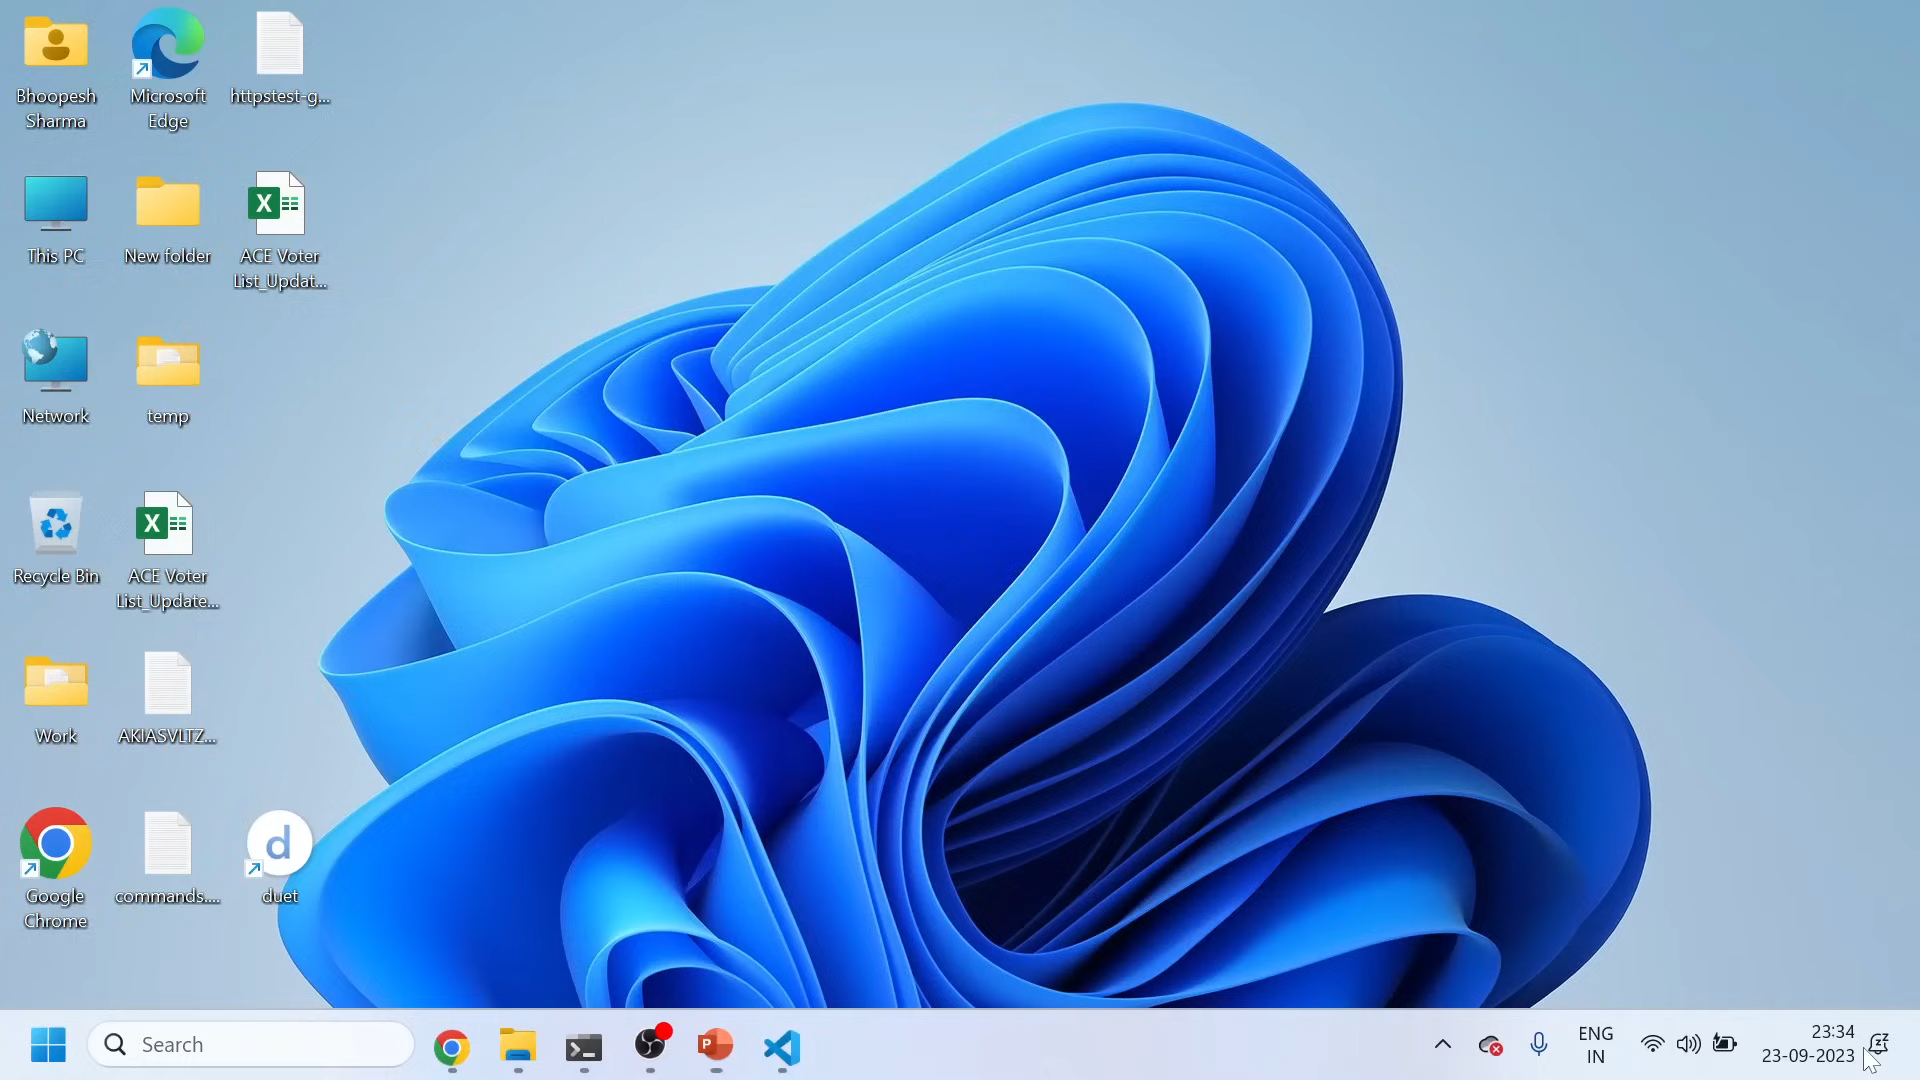 Bhoopesh
Sharma
Microsoft
Edge
httpstest-g...
This PC
New folder
ACE Voter
List_Updat...
Network
temp
Recycle Bin
ACE Voter
List_Update...
Work
AKIASVLTZ...
Google
Chrome
commands....
d
duet
Search
P
ENG
IN
23:34
23-09-2023